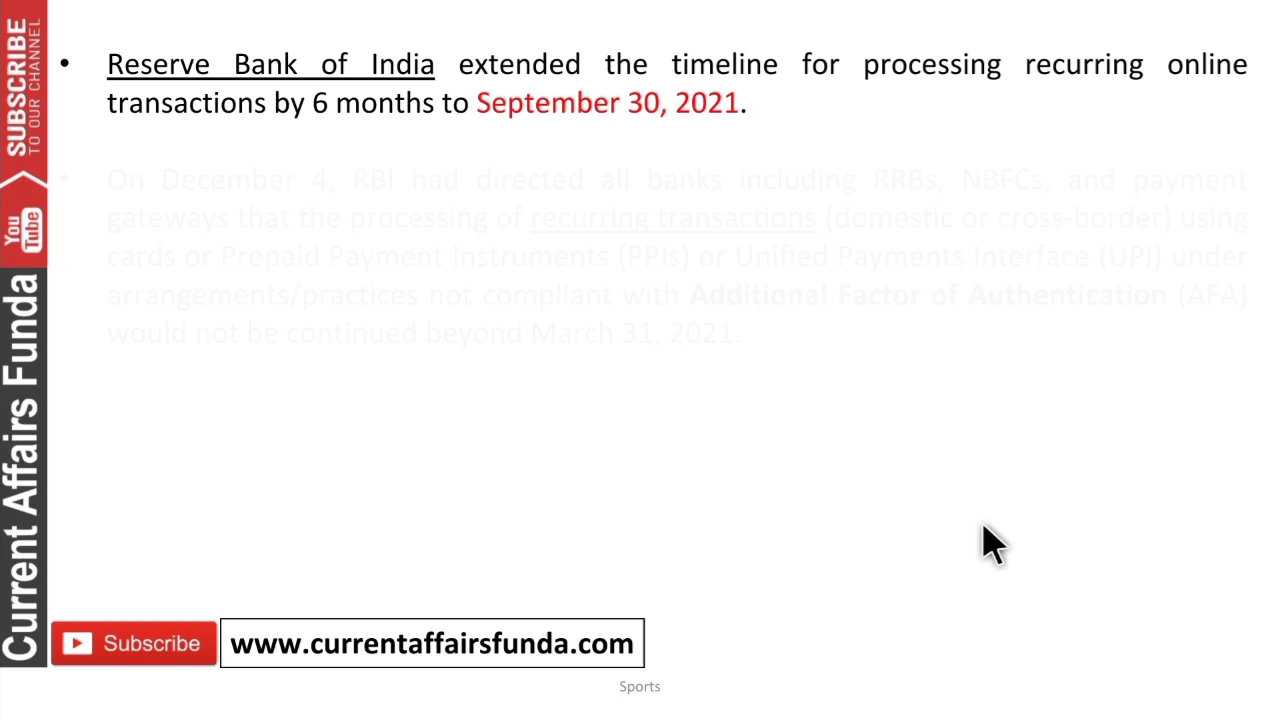 • Reserve Bank of India extended the timeline for processing recurring online
transactions by 6 months to September 30, 2021.
• On December 4, RBI had directed all banks including RRBs, NBFCs, and payment
gateways that the processing of recurring transactions (domestic or cross-border) using
cards or Prepaid Payment Instruments (PPIs) or Unified Payments Interface (UPI) under
arrangements/practices not compliant with Additional Factor of Authentication (AFA)
would not be continued beyond March 31, 2021.
SUBSCRIBE
TO OUR CHANNEL
You
Tube
Current Affairs Funda
Subscribe
www.currentaffairsfunda.com
Sports